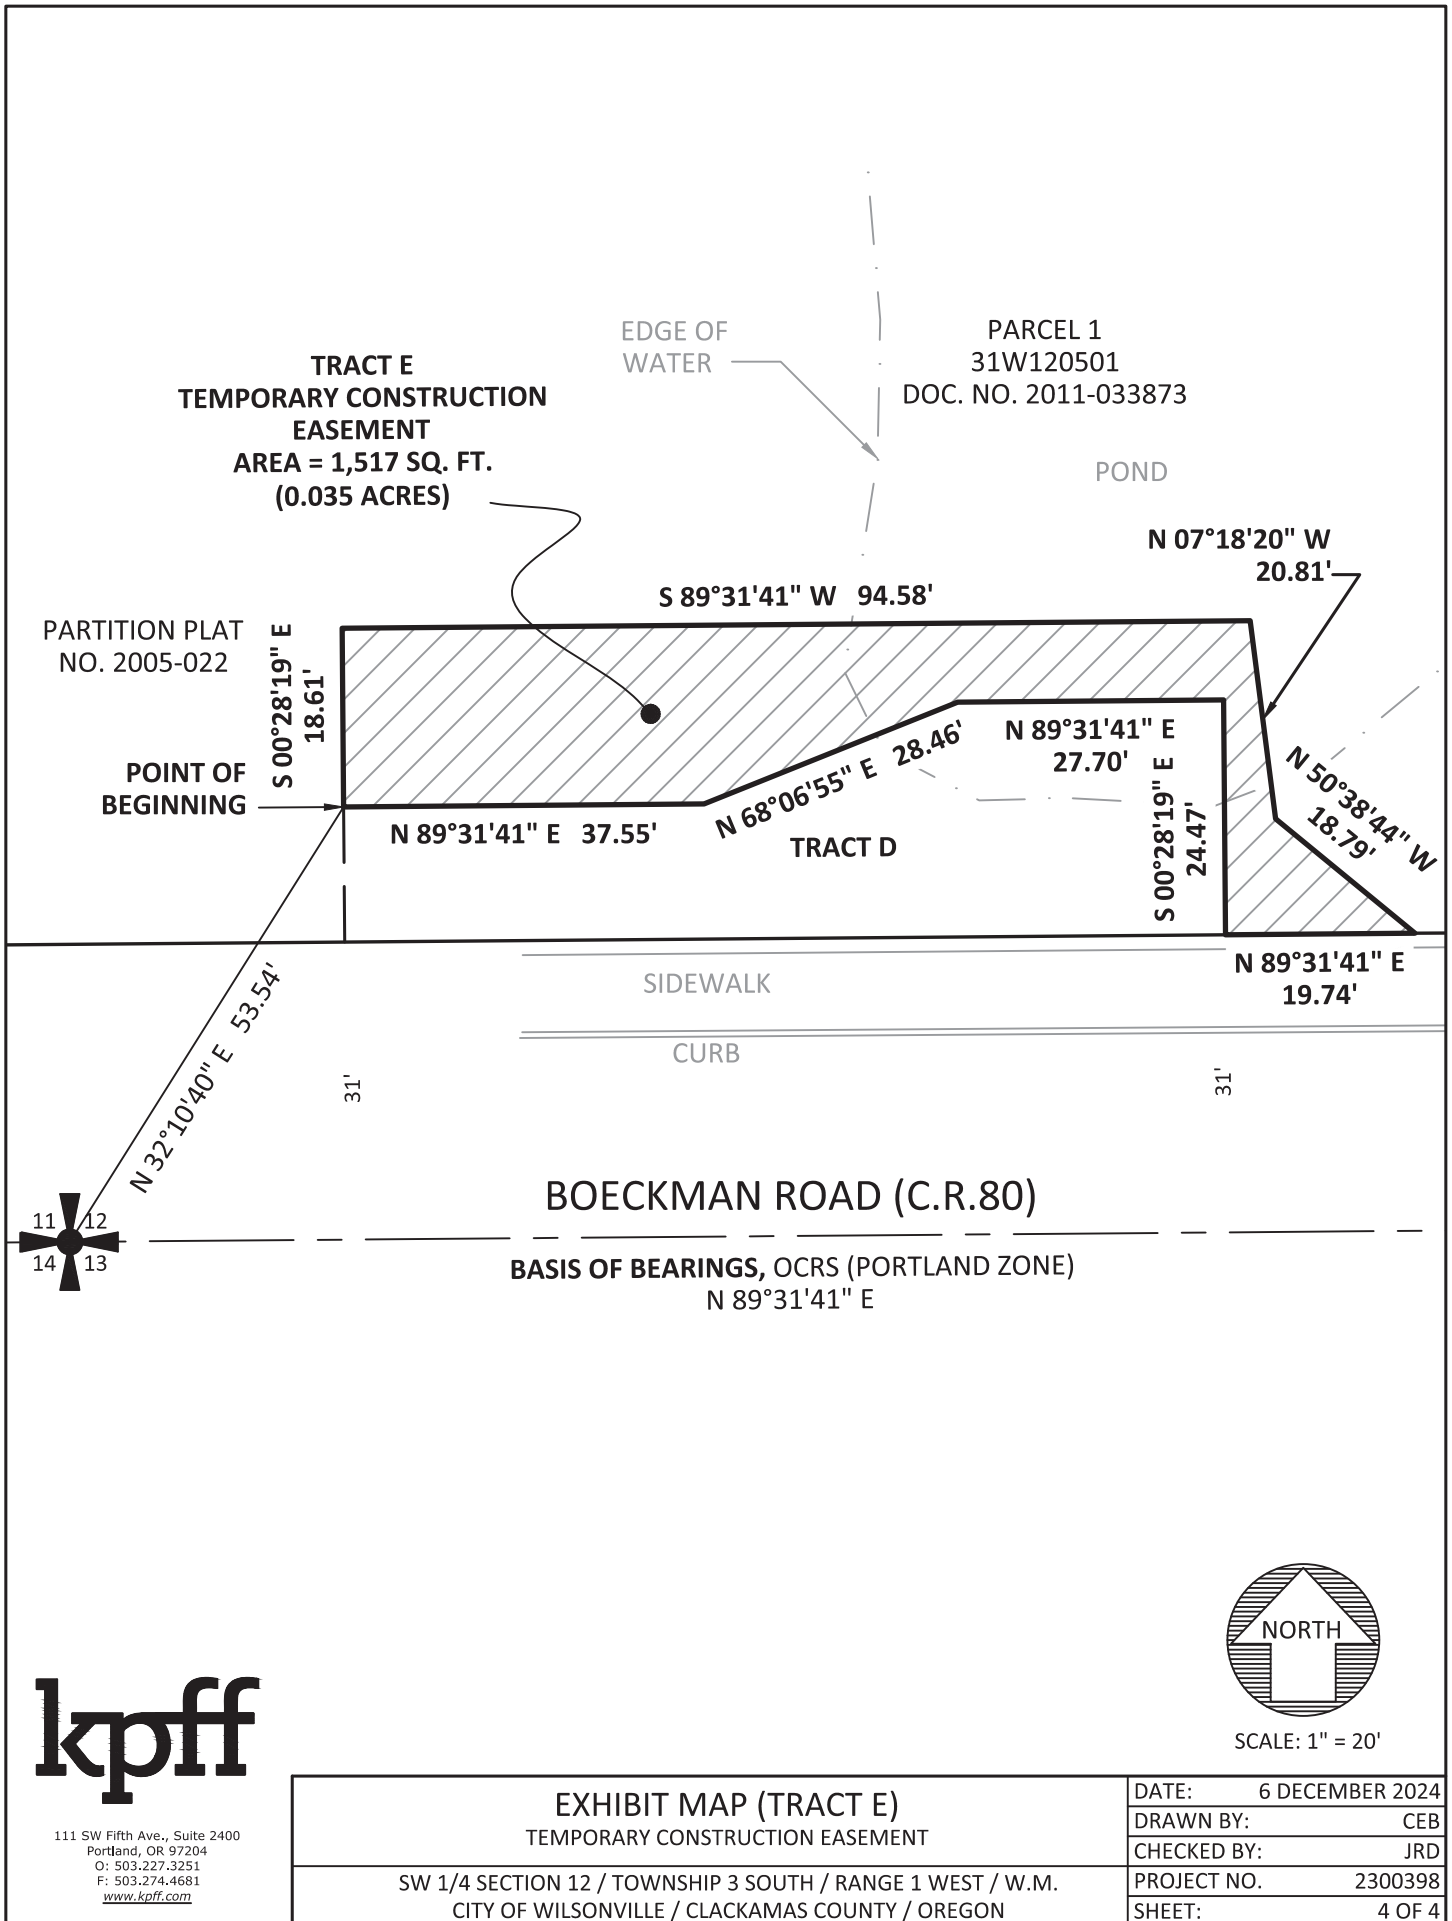 EDGE OF
WATER
PARCEL 1
31W120501
DOC. NO. 2011-033873
TRACT E
TEMPORARY CONSTRUCTION
EASEMENT
AREA = 1,517 SQ. FT.
(0.035 ACRES)
POND
N 07°18'20" W
20.81'
S 89°31'41" W 94.58'
PARTITION PLAT
NO. 2005-022
S 00°28'19" E
18.61'
POINT OF
BEGINNING
N 89°31'41" E 37.55'
N 68°06'55" E 28.46'
N 89°31'41" E
27.70'
TRACT D
S 00°28'19" E
24.47'
N 50°38'44" W
18.79'
N 89°31'41" E
19.74'
SIDEWALK
CURB
N 32°10'40" E 53.54'
31'
31'
BOECKMAN ROAD (C.R.80)
11 12
14 13
BASIS OF BEARINGS, OCRS (PORTLAND ZONE)
N 89°31'41" E
NORTH
SCALE: 1" = 20'
kpff
111 SW Fifth Ave., Suite 2400
Portland, OR 97204
O: 503.227.3251
F: 503.274.4681
www.kpff.com
EXHIBIT MAP (TRACT E)
TEMPORARY CONSTRUCTION EASEMENT
SW 1/4 SECTION 12 / TOWNSHIP 3 SOUTH / RANGE 1 WEST / W.M.
CITY OF WILSONVILLE / CLACKAMAS COUNTY / OREGON
DATE: 6 DECEMBER 2024
DRAWN BY: CEB
CHECKED BY: JRD
PROJECT NO. 2300398
SHEET: 4 OF 4